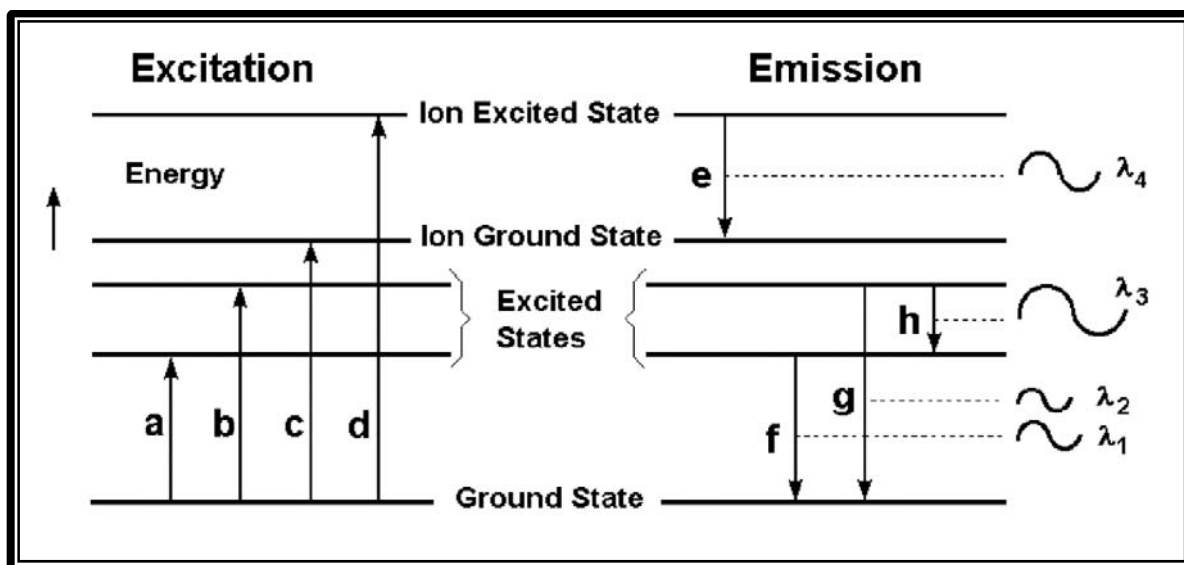 Excitation
Emission
Ion Excited State
Energy
e
λ4
Ion Ground State
Excited
States
λ3
h
a
b
c
d
g
f
λ2
λ1
Ground State